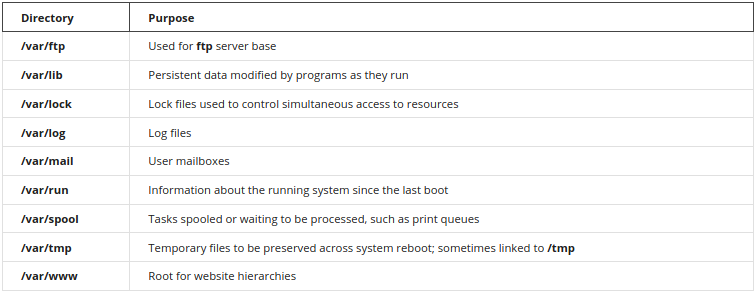 Directory Purpose
/var/ftp Used for ftp server base
/var/lib Persistent data modified by programs as they run
/var/lock Lock files used to control simultaneous access to resources
/var/log Log files
/var/mail User mailboxes
/var/run Information about the running system since the last boot
/var/spool Tasks spooled or waiting to be processed, such as print queues
/var/tmp Temporary files to be preserved across system reboot; sometimes linked to /tmp
/var/www Root for website hierarchies